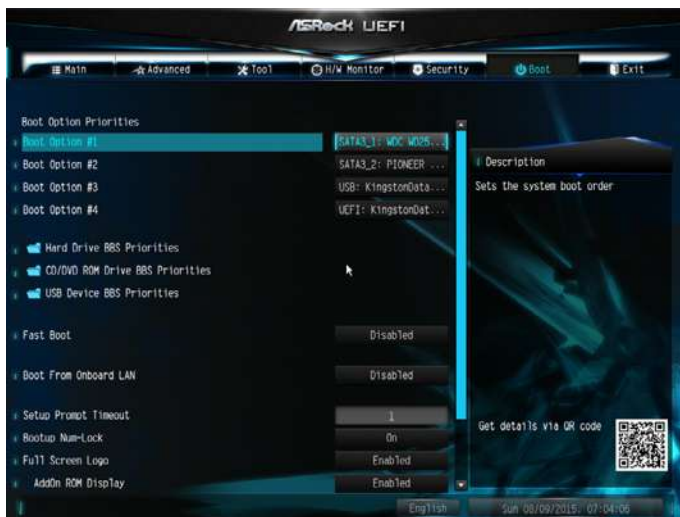 ASRock UEFI
Main Advanced Tool H/W Monitor Security Boot Exit
Boot Option Priorities
Boot Option #1 SATA3_1: WDC WD25...
Boot Option #2 SATA3_2: PIONEER ...
Boot Option #3 USB: KingstonData...
Boot Option #4 UEFI: KingstonDat...
Hard Drive BBS Priorities
CD/DVD ROM Drive BBS Priorities
USB Device BBS Priorities
Fast Boot Disabled
Boot From Onboard LAN Disabled
Setup Prompt Timeout 1
Bootup Num-Lock On
Full Screen Logo Enabled
AddOn ROM Display Enabled
Description
Sets the system boot order
Get details via QR code
English Sun 08/09/2015. 07:04:06